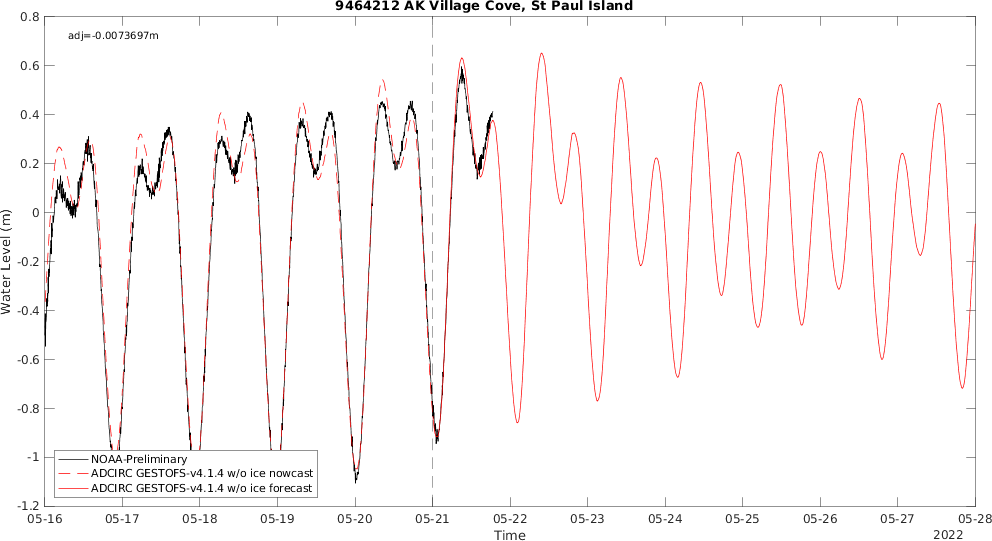 9464212 AK Village Cove, St Paul Island
adj=-0.0073697m
0.8
0.6
0.4
0.2
0
-0.2
-0.4
-0.6
-0.8
-1
-1.2
Water Level (m)
NOAA-Preliminary
ADCIRC GESTOFS-v4.1.4 w/o ice nowcast
ADCIRC GESTOFS-v4.1.4 w/o ice forecast
05-16 05-17 05-18 05-19 05-20 05-21 05-22 05-23 05-24 05-25 05-26 05-27 05-28
Time
2022